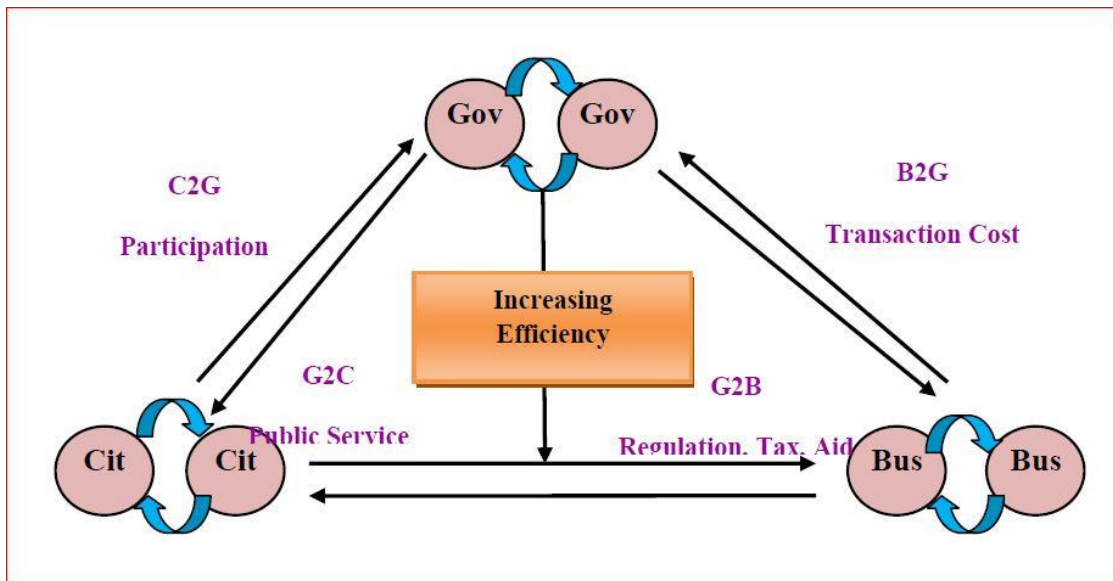 Gov Gov
C2G
Participation
B2G
Transaction Cost
Increasing
Efficiency
G2C
Public Service
G2B
Regulation, Tax, Aid
Cit Cit
Bus Bus